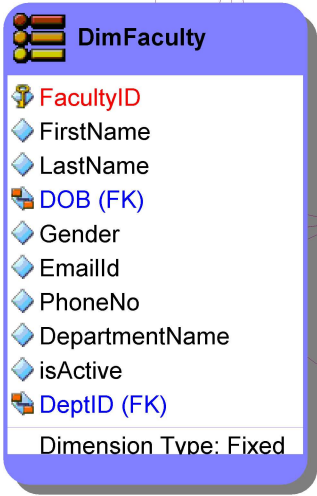 DimFaculty
FacultyID
FirstName
LastName
DOB (FK)
Gender
EmailId
PhoneNo
DepartmentName
isActive
DeptID (FK)
Dimension Type: Fixed